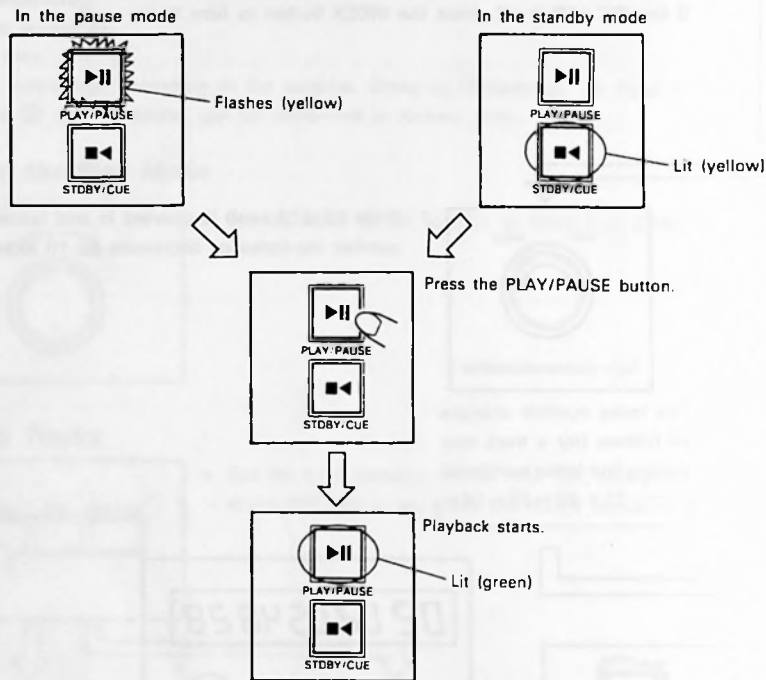 In the pause mode
In the standby mode
PLAY/PAUSE
Flashes (yellow)
STDBY/CUE
PLAY/PAUSE
Lit (yellow)
STDBY/CUE
Press the PLAY/PAUSE button.
PLAY/PAUSE
STDBY/CUE
Playback starts.
Lit (green)
PLAY/PAUSE
STDBY/CUE